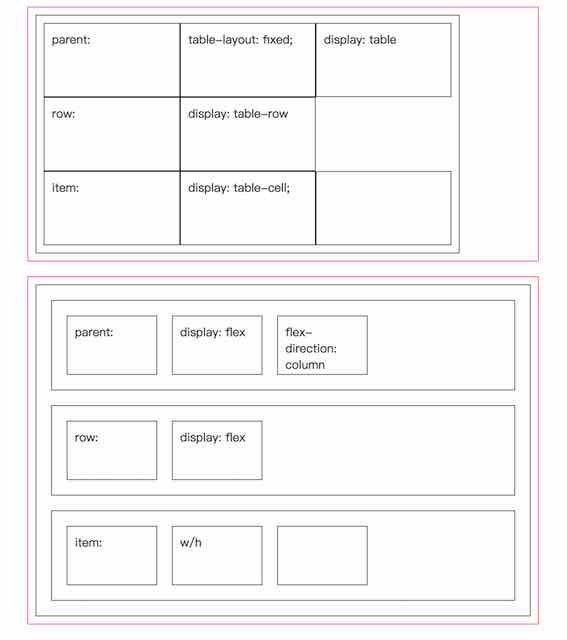 parent:
table-layout: fixed;
display: table
row:
display: table-row
item:
display: table-cell;
parent:
display: flex
flex-
direction:
column
row:
display: flex
item:
w/h